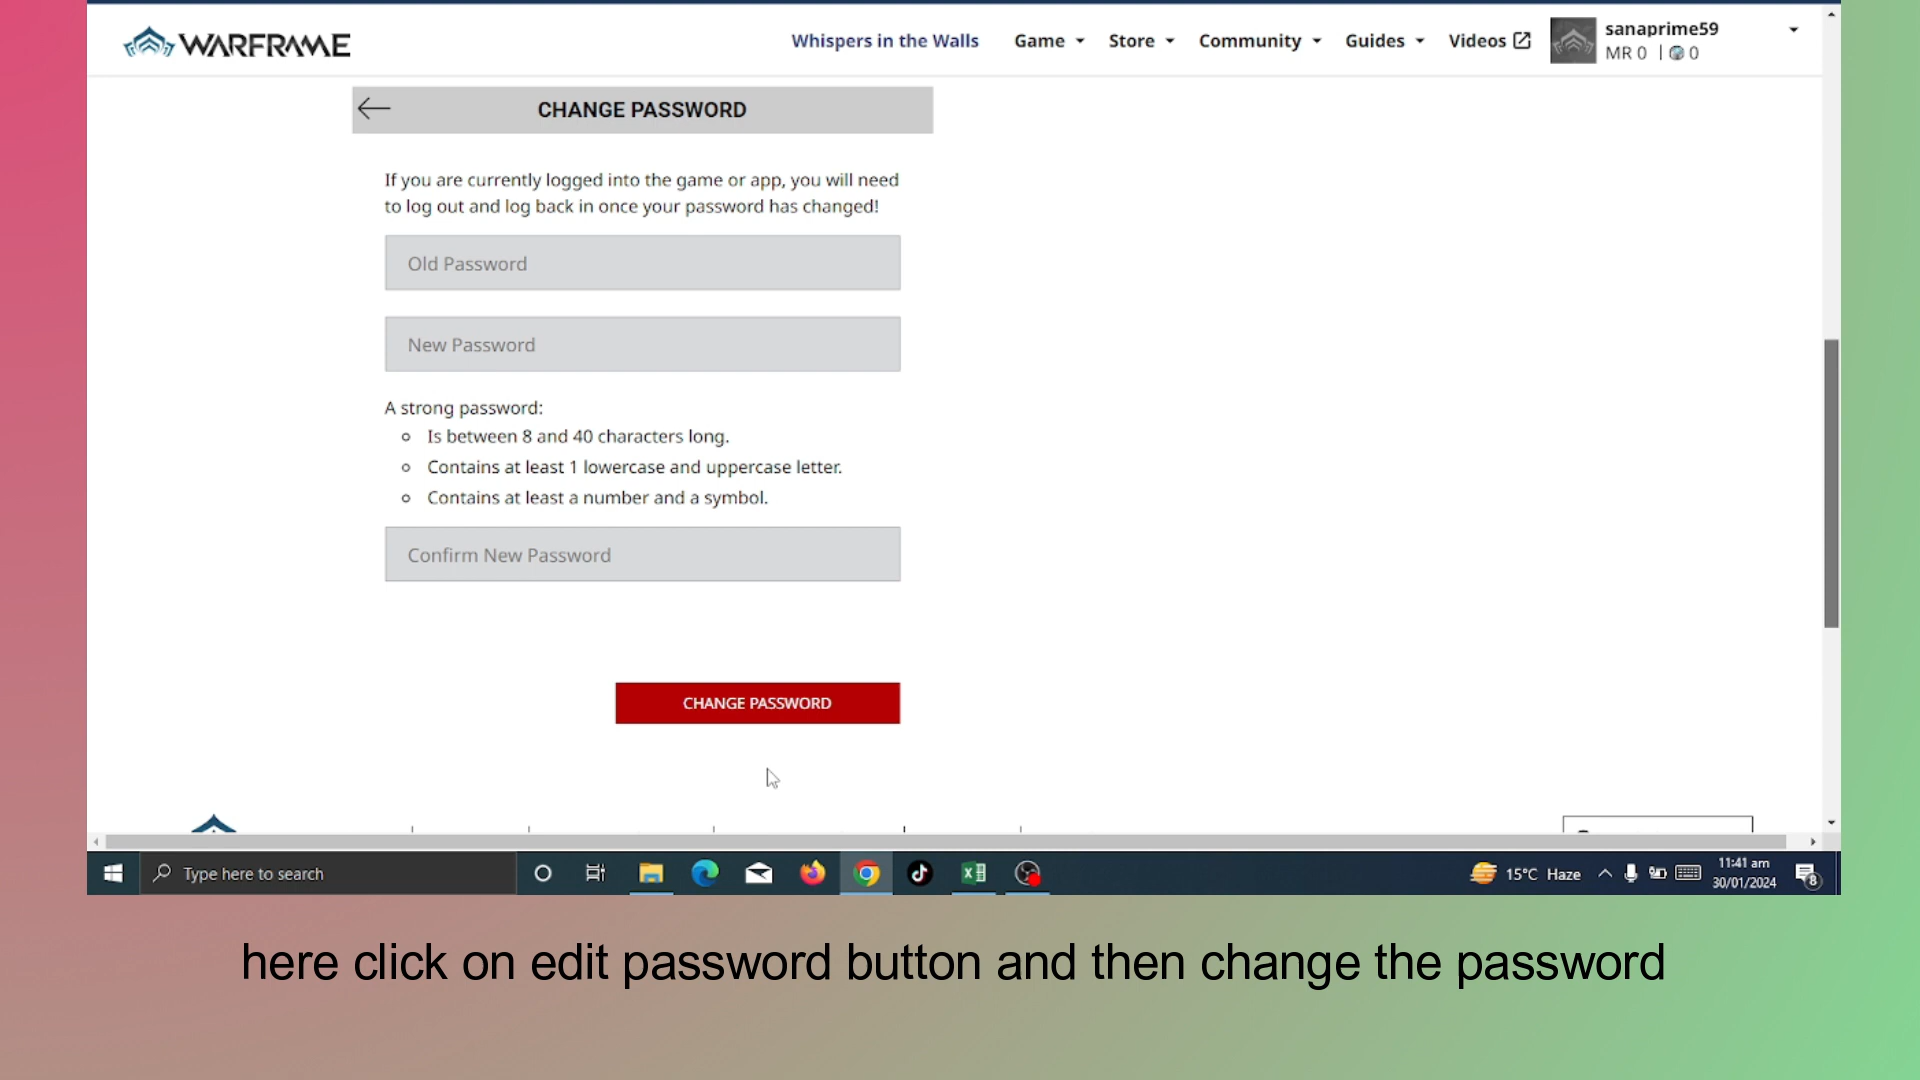 WARFRAME
Whispers in the Walls Game Store Community Guides Videos
sanaprime59
MR 0 | 0
CHANGE PASSWORD
If you are currently logged into the game or app, you will need
to log out and log back in once your password has changed!
Old Password
New Password
A strong password:
Is between 8 and 40 characters long.
Contains at least 1 lowercase and uppercase letter.
Contains at least a number and a symbol.
Confirm New Password
CHANGE PASSWORD
Type here to search
15°C Haze
11:41 am
30/01/2024
8
here click on edit password button and then change the password